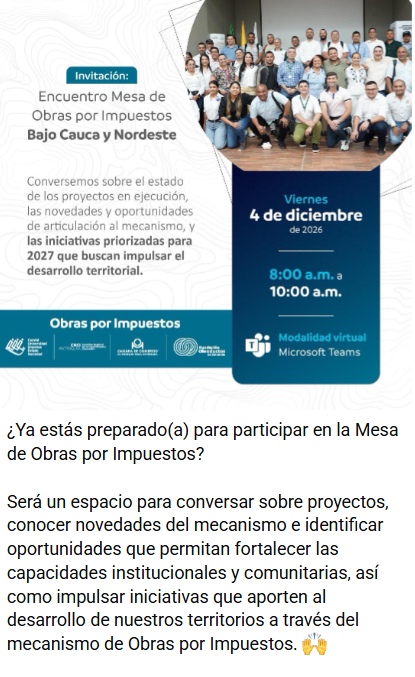 Invitación:
Encuentro Mesa de
Obras por Impuestos
Bajo Cauca y Nordeste
Conversemos sobre el estado
de los proyectos en ejecución,
las novedades y oportunidades
de articulación al mecanismo, y
las iniciativas priorizadas para
2027 que buscan impulsar el
desarrollo territorial.
Viernes
4 de diciembre
de 2026
8:00 a.m. a
10:00 a.m.
Modalidad virtual
Microsoft Teams
Obras por Impuestos
¿Ya estás preparado(a) para participar en la Mesa
de Obras por Impuestos?
Será un espacio para conversar sobre proyectos,
conocer novedades del mecanismo e identificar
oportunidades que permitan fortalecer las
capacidades institucionales y comunitarias, así
como impulsar iniciativas que aporten al
desarrollo de nuestros territorios a través del
mecanismo de Obras por Impuestos. 🙌